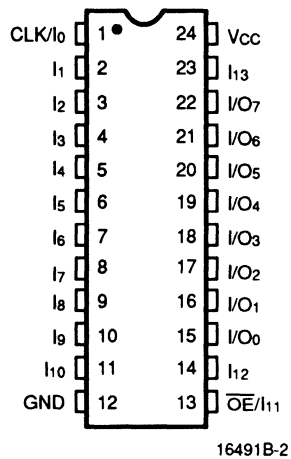 CLK/I0 1 24 VCC
I1 2 23 I13
I2 3 22 I/O7
I3 4 21 I/O6
I4 5 20 I/O5
I5 6 19 I/O4
I6 7 18 I/O3
I7 8 17 I/O2
I8 9 16 I/O1
I9 10 15 I/O0
I10 11 14 I12
GND 12 13 O̅E̅/I11
16491B-2